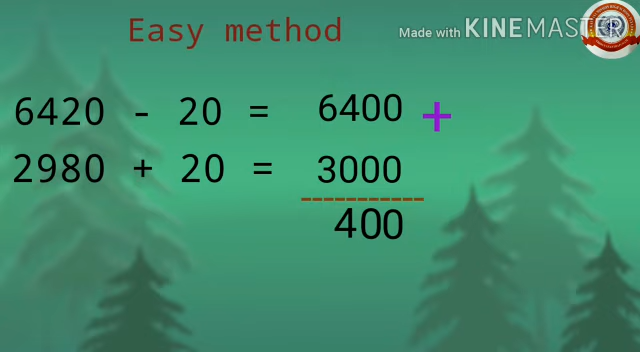 Easy method
Made with KINEMASTER
6420 - 20 = 6400 +
2980 + 20 = 3000
400